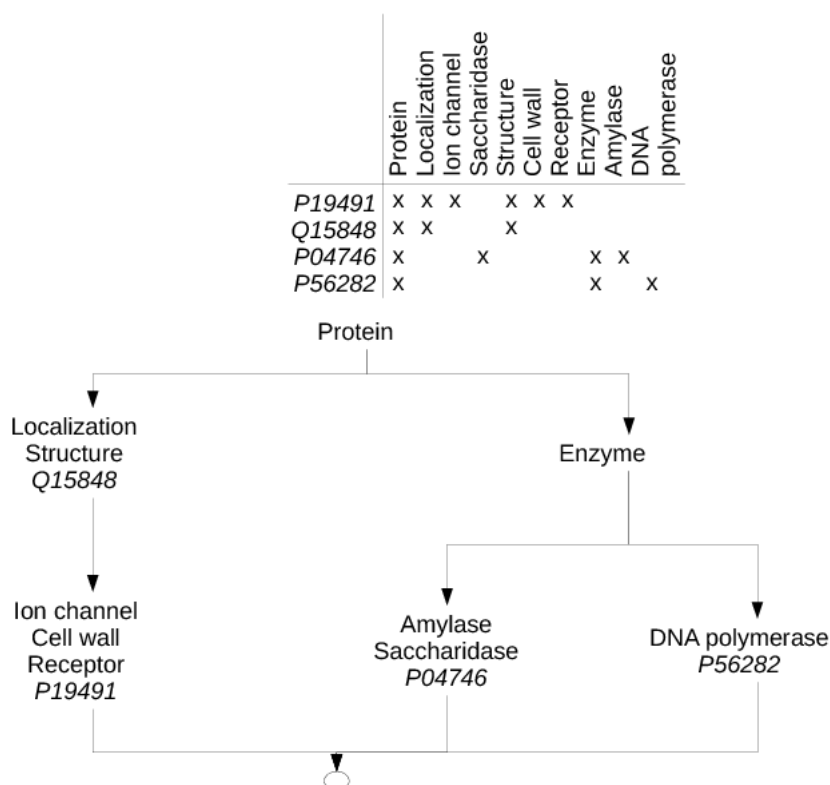 Protein
Localization
Ion channel
Saccharidase
Structure
Cell wall
Receptor
Enzyme
Amylase
DNA
polymerase
P19491 x x x x x x
Q15848 x x x
P04746 x x x x
P56282 x x x
Protein
Localization
Structure
Q15848
Enzyme
Ion channel
Cell wall
Receptor
P19491
Amylase
Saccharidase
P04746
DNA polymerase
P56282